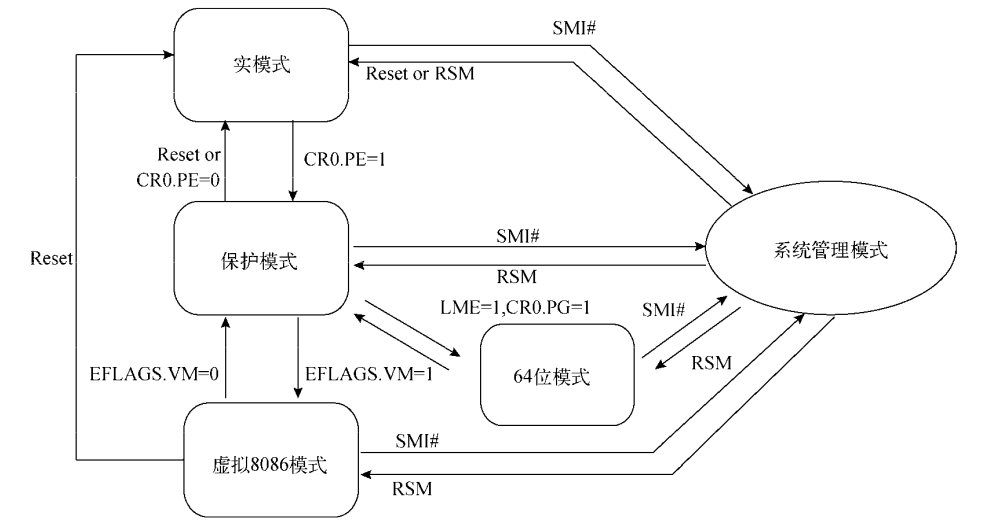 SMI#
实模式
Reset or RSM
Reset or
CR0.PE=0
CR0.PE=1
Reset
保护模式
SMI#
RSM
系统管理模式
LME=1,CR0.PG=1
SMI#
EFLAGS.VM=0
EFLAGS.VM=1
64位模式
RSM
虚拟8086模式
SMI#
RSM